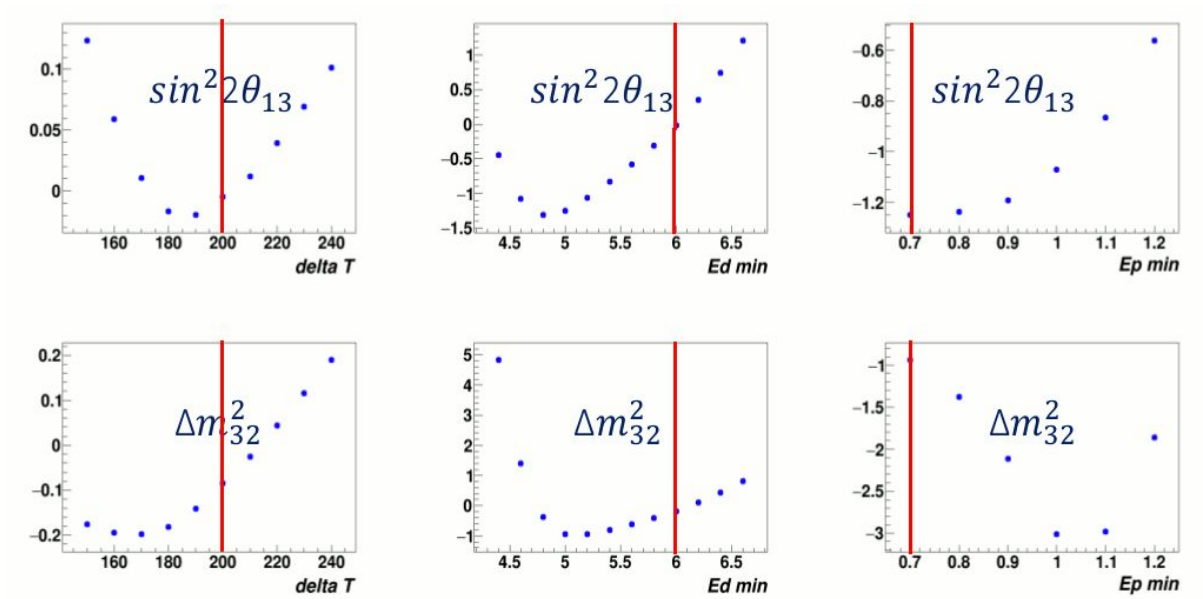 sin²2θ₁₃
0.1
0.05
0
160 180 200 220 240
delta T
sin²2θ₁₃
1
0.5
0
−0.5
−1
−1.5
4.5 5 5.5 6 6.5
Ed min
sin²2θ₁₃
−0.6
−0.8
−1
−1.2
0.7 0.8 0.9 1 1.1 1.2
Ep min
Δm²₃₂
0.2
0.1
0
−0.1
−0.2
160 180 200 220 240
delta T
Δm²₃₂
5
4
3
2
1
0
−1
4.5 5 5.5 6 6.5
Ed min
Δm²₃₂
−1
−1.5
−2
−2.5
−3
0.7 0.8 0.9 1 1.1 1.2
Ep min